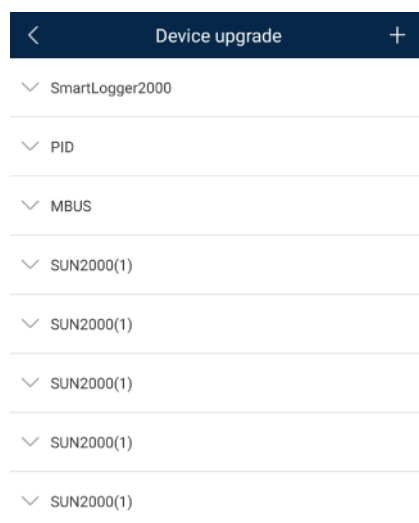 Device upgrade
SmartLogger2000
PID
MBUS
SUN2000(1)
SUN2000(1)
SUN2000(1)
SUN2000(1)
SUN2000(1)